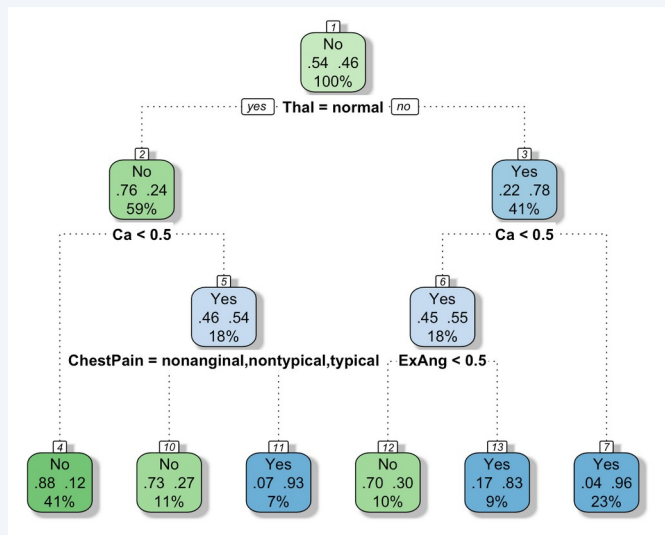 1
No
.54 .46
100%
yes Thal = normal no
2
No
.76 .24
59%
3
Yes
.22 .78
41%
Ca < 0.5
Ca < 0.5
5
Yes
.46 .54
18%
6
Yes
.45 .55
18%
ChestPain = nonanginal,nontypical,typical
ExAng < 0.5
4
No
.88 .12
41%
10
No
.73 .27
11%
11
Yes
.07 .93
7%
12
No
.70 .30
10%
13
Yes
.17 .83
9%
7
Yes
.04 .96
23%